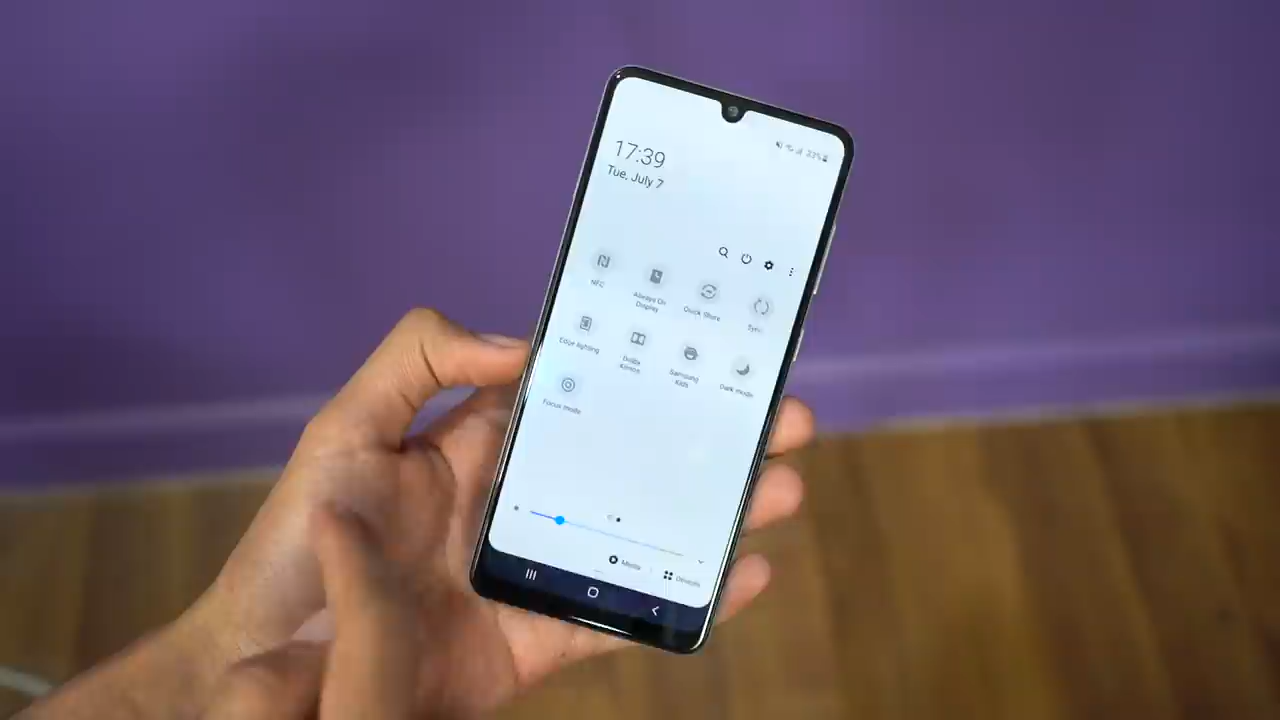 17:39
Tue, July 7
NFC
Always On
Display
Quick Share
Sync
Edge lighting
Dolby
Atmos
Samsung
Kids
Dark mode
Focus mode
Media
Devices